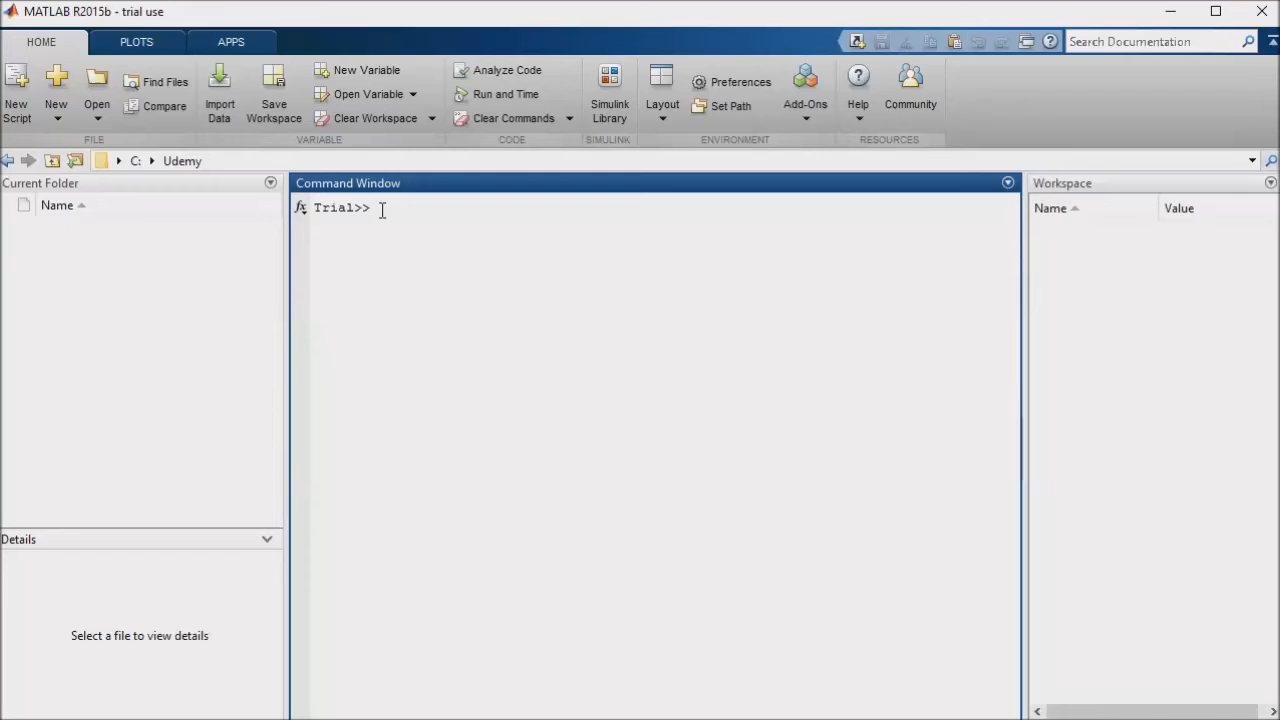 MATLAB R2015b - trial use
HOME PLOTS APPS Search Documentation
New Script
New
Open
Find Files
Compare
Import Data
Save Workspace
New Variable
Open Variable
Clear Workspace
Analyze Code
Run and Time
Clear Commands
Simulink Library
Layout
Preferences
Set Path
Add-Ons
Help
Community
FILE VARIABLE CODE SIMULINK ENVIRONMENT RESOURCES
C: Udemy
Current Folder
Name
Details
Select a file to view details
Command Window
fx Trial>>
Workspace
Name Value